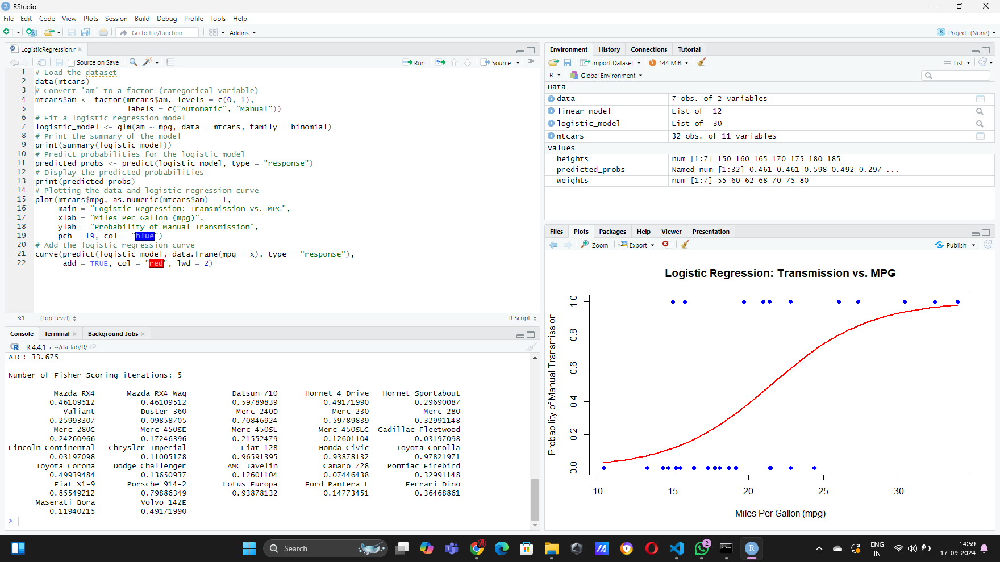 RStudio
File Edit Code View Plots Session Build Debug Profile Tools Help
Go to file/function Addins Project: (None)
LogisticRegression.r
Source on Save Run Source
1 # Load the dataset
2 data(mtcars)
3 # Convert 'am' to a factor (categorical variable)
4 mtcars$am <- factor(mtcars$am, levels = c(0, 1),
5 labels = c("Automatic", "Manual"))
6 # Fit a logistic regression model
7 logistic_model <- glm(am ~ mpg, data = mtcars, family = binomial)
8 # Print the summary of the model
9 print(summary(logistic_model))
10 # Predict probabilities for the logistic model
11 predicted_probs <- predict(logistic_model, type = "response")
12 # Display the predicted probabilities
13 print(predicted_probs)
14 # Plotting the data and logistic regression curve
15 plot(mtcars$mpg, as.numeric(mtcars$am) - 1,
16 main = "Logistic Regression: Transmission vs. MPG",
17 xlab = "Miles Per Gallon (mpg)",
18 ylab = "Probability of Manual Transmission",
19 pch = 19, col = "blue")
20 # Add the logistic regression curve
21 curve(predict(logistic_model, data.frame(mpg = x), type = "response"),
22 add = TRUE, col = "red", lwd = 2)
3:1 (Top Level) R Script
Console Terminal Background Jobs
R 4.4.1 · ~/da_lab/R/
AIC: 33.675
Number of Fisher Scoring iterations: 5
Mazda RX4 Mazda RX4 Wag Datsun 710 Hornet 4 Drive Hornet Sportabout
0.46109512 0.46109512 0.59789839 0.49171990 0.29690087
Valiant Duster 360 Merc 240D Merc 230 Merc 280
0.25993307 0.09858705 0.70846924 0.59789839 0.32991148
Merc 280C Merc 450SE Merc 450SL Merc 450SLC Cadillac Fleetwood
0.24260966 0.17246396 0.21552479 0.12601104 0.03197098
Lincoln Continental Chrysler Imperial Fiat 128 Honda Civic Toyota Corolla
0.03197098 0.11005178 0.96591395 0.93878132 0.97821971
Toyota Corona Dodge Challenger AMC Javelin Camaro Z28 Pontiac Firebird
0.49939484 0.13650937 0.12601104 0.07446438 0.32991148
Fiat X1-9 Porsche 914-2 Lotus Europa Ford Pantera L Ferrari Dino
0.85549212 0.79886349 0.93878132 0.14773451 0.36468861
Maserati Bora Volvo 142E
0.11940215 0.49171990
>
Environment History Connections Tutorial
Import Dataset 144 MiB List
R Global Environment
Data
data 7 obs. of 2 variables
linear_model List of 12
logistic_model List of 30
mtcars 32 obs. of 11 variables
Values
heights num [1:7] 150 160 165 170 175 180 185
predicted_probs Named num [1:32] 0.461 0.461 0.598 0.492 0.297 ...
weights num [1:7] 55 60 62 68 70 75 80
Files Plots Packages Help Viewer Presentation
Zoom Export Publish
Logistic Regression: Transmission vs. MPG
Probability of Manual Transmission
1.0
0.8
0.6
0.4
0.2
0.0
10 15 20 25 30
Miles Per Gallon (mpg)
Search
2
ENG
IN
14:59
17-09-2024